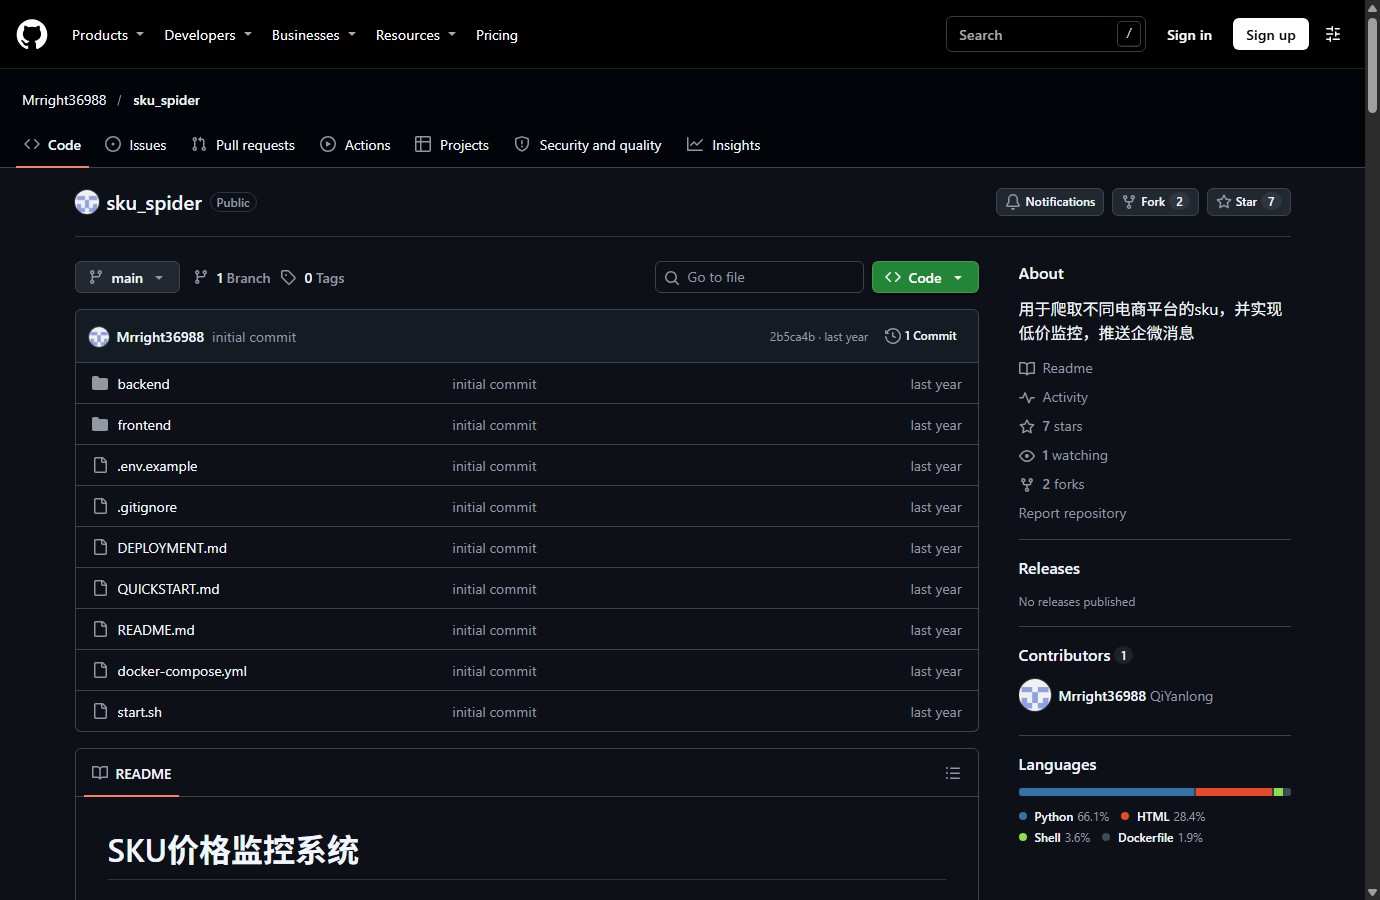 Products Developers Businesses Resources Pricing Search / Sign in Sign up
Mrright36988 / sku_spider
Code Issues Pull requests Actions Projects Security and quality Insights
sku_spider Public Notifications Fork 2 Star 7
main 1 Branch 0 Tags Go to file Code
Mrright36988 initial commit 2b5ca4b · last year 1 Commit
backend initial commit last year
frontend initial commit last year
.env.example initial commit last year
.gitignore initial commit last year
DEPLOYMENT.md initial commit last year
QUICKSTART.md initial commit last year
README.md initial commit last year
docker-compose.yml initial commit last year
start.sh initial commit last year
README
SKU价格监控系统
About
用于爬取不同电商平台的sku，并实现
低价监控，推送企微消息
Readme
Activity
7 stars
1 watching
2 forks
Report repository
Releases
No releases published
Contributors 1
Mrright36988 QiYanlong
Languages
Python 66.1% HTML 28.4%
Shell 3.6% Dockerfile 1.9%